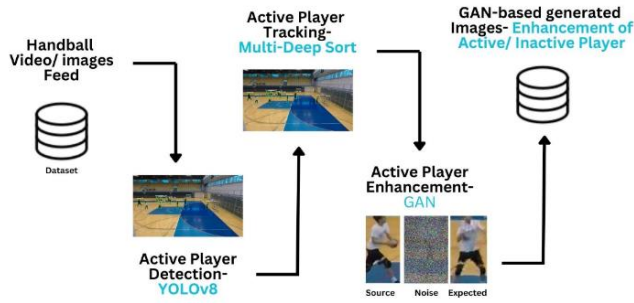 Handball
Video/ images
Feed
Dataset
Active Player
Detection-
YOLOv8
Active Player
Tracking-
Multi-Deep Sort
Active Player
Enhancement-
GAN
Source
Noise
Expected
GAN-based generated
Images- Enhancement of
Active/ Inactive Player